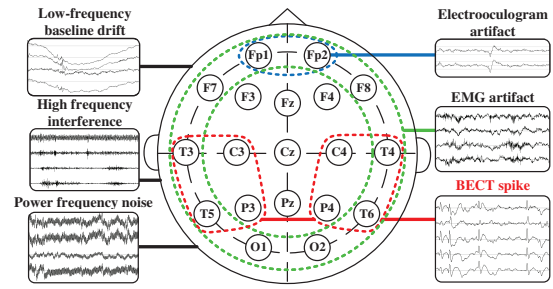 Low-frequency
baseline drift
Electrooculogram
artifact
Fp1 Fp2
F7 F3 Fz F4 F8
High frequency
interference
EMG artifact
T3 C3 Cz C4 T4
BECT spike
Power frequency noise
T5 P3 Pz P4 T6
O1 O2